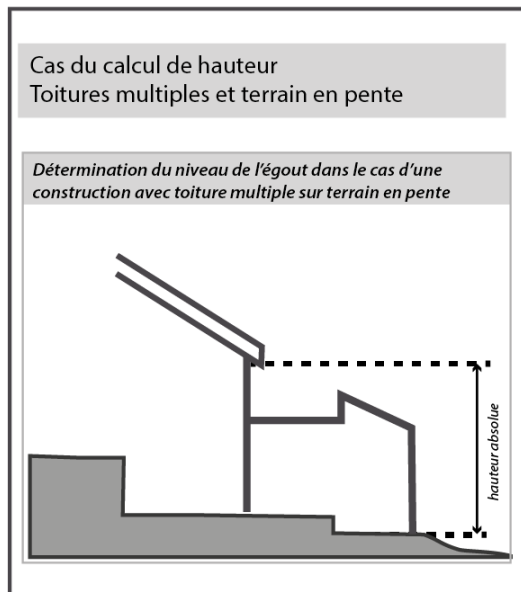 Cas du calcul de hauteur
Toitures multiples et terrain en pente
Détermination du niveau de l'égout dans le cas d'une
construction avec toiture multiple sur terrain en pente
hauteur absolue